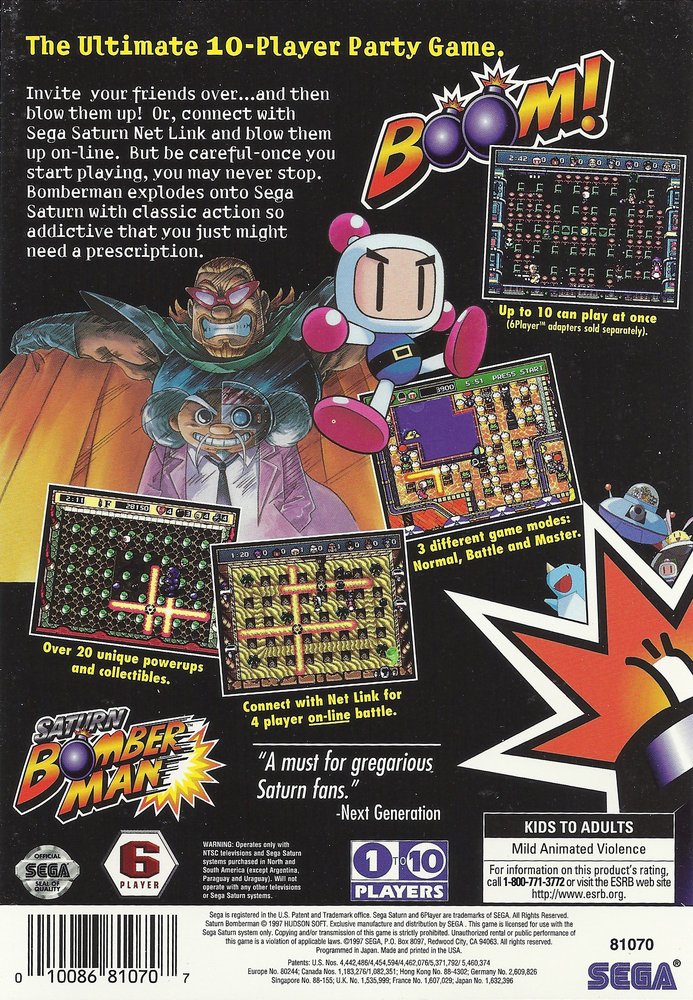 The Ultimate 10-Player Party Game.
Invite your friends over...and then
blow them up! Or, connect with
Sega Saturn Net Link and blow them
up on-line. But be careful-once you
start playing, you may never stop.
Bomberman explodes onto Sega
Saturn with classic action so
addictive that you just might
need a prescription.
BOOM!
2:42
Up to 10 can play at once
(6Player™ adapters sold separately).
3900 5:51 PRESS START
3 different game modes:
Normal, Battle and Master.
2:11 28150
Over 20 unique powerups
and collectibles.
1:20
Connect with Net Link for
4 player on-line battle.
SATURN
BOMBER
MAN™
"A must for gregarious
Saturn fans."
-Next Generation
KIDS TO ADULTS
Mild Animated Violence
For information on this product's rating,
call 1-800-771-3772 or visit the ESRB web site
http://www.esrb.org.
OFFICIAL
SEGA
SEAL OF
QUALITY
6
PLAYER
WARNING: Operates only with
NTSC televisions and Sega Saturn
systems purchased in North and
South America (except Argentina,
Paraguay and Uruguay). Will not
operate with any other televisions
or Sega Saturn systems.
1 TO 10
PLAYERS
Sega is registered in the U.S. Patent and Trademark office. Sega Saturn and 6Player are trademarks of SEGA. All Rights Reserved.
Saturn Bomberman © 1997 HUDSON SOFT. Exclusive manufacture and distribution by SEGA. This game is licensed for use with the
Sega Saturn system only. Copying and/or transmission of this game is strictly prohibited. Unauthorized rental or public performance of
this game is a violation of applicable laws. ©1997 SEGA, P.O. Box 8097, Redwood City, CA 94063. All rights reserved.
Programmed in Japan. Made and printed in the USA.
Patents: U.S. Nos. 4,442,486/4,454,594/4,462,076/5,371,792/ 5,460,374
Europe No. 80244; Canada Nos. 1,183,276/1,082,351; Hong Kong No. 88-4302; Germany No. 2,609,826
Singapore No. 88-155; U.K. No. 1,535,999; France No. 1,607,029; Japan No. 1,632,396
0 10086 81070 7
81070
SEGA®